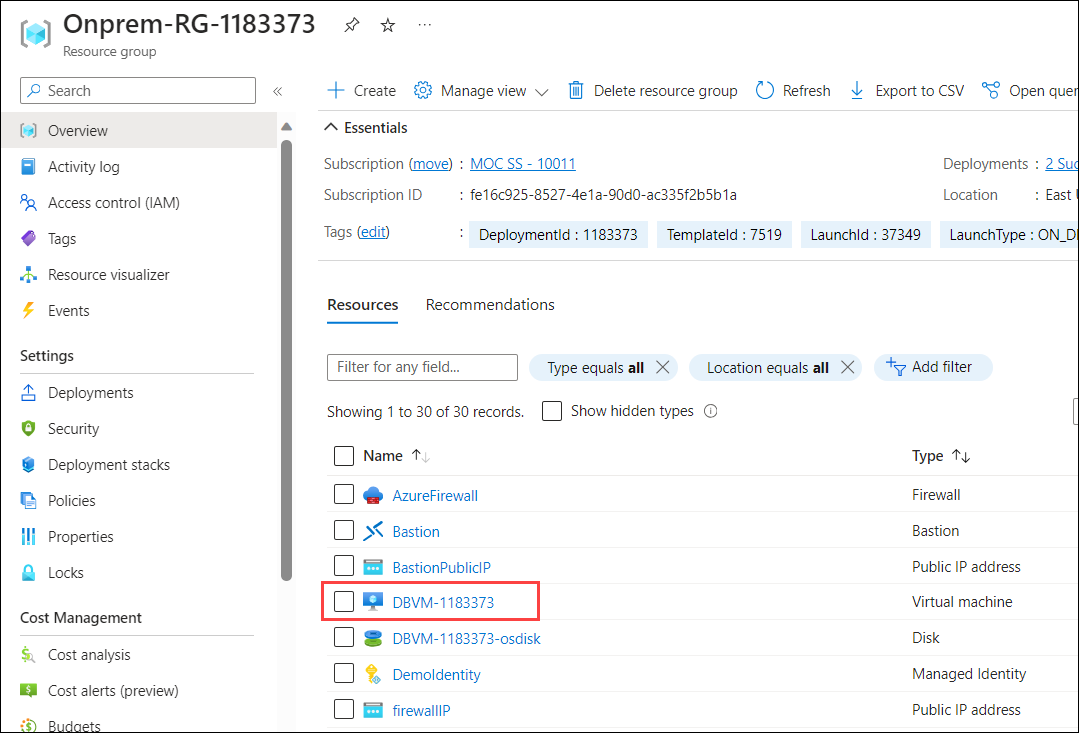 Onprem-RG-1183373
Resource group
Search
Overview
Activity log
Access control (IAM)
Tags
Resource visualizer
Events
Settings
Deployments
Security
Deployment stacks
Policies
Properties
Locks
Cost Management
Cost analysis
Cost alerts (preview)
Budgets
Create Manage view Delete resource group Refresh Export to CSV Open quer
Essentials
Subscription (move) : MOC SS - 10011 Deployments : 2 Suc
Subscription ID : fe16c925-8527-4e1a-90d0-ac335f2b5b1a Location : East U
Tags (edit) : DeploymentId : 1183373 TemplateId : 7519 LaunchId : 37349 LaunchType : ON_DE
Resources Recommendations
Filter for any field... Type equals all Location equals all Add filter
Showing 1 to 30 of 30 records. Show hidden types
Name Type
AzureFirewall Firewall
Bastion Bastion
BastionPublicIP Public IP address
DBVM-1183373 Virtual machine
DBVM-1183373-osdisk Disk
DemoIdentity Managed Identity
firewallIP Public IP address